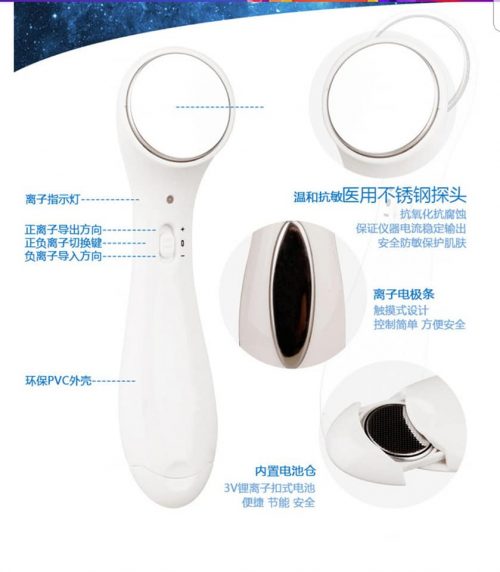 温和抗敏医用不锈钢探头
抗氧化抗腐蚀
保证仪器电流稳定输出
安全防敏保护肌肤
离子指示灯
正离子导出方向
正负离子切换键
负离子导入方向
+
0
-
离子电极条
触摸式设计
控制简单 方便安全
环保PVC外壳
内置电池仓
3V锂离子扣式电池
便捷 节能 安全